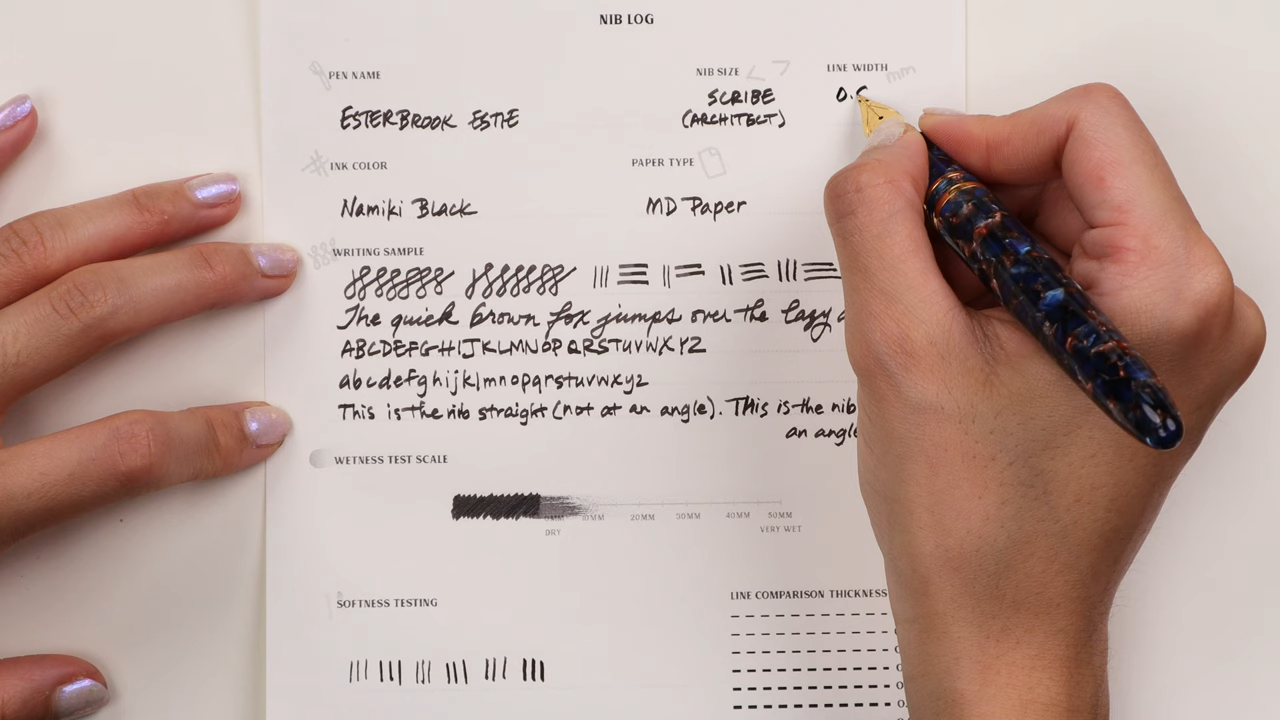 NIB LOG
PEN NAME
NIB SIZE < >
LINE WIDTH mm
ESTERBROOK ESTIE
SCRIBE
(ARCHITECT)
0.
INK COLOR
PAPER TYPE
Namiki Black
MD Paper
WRITING SAMPLE
The quick brown fox jumps over the lazy
ABCDEFGHIJKLMNOPQRSTUVWXYZ
abcdefghijklmnopqrstuvwxyz
This is the nib straight (not at an angle). This is the nib
an angle
WETNESS TEST SCALE
10MM 20MM 30MM 40MM 50MM
DRY VERY WET
SOFTNESS TESTING
LINE COMPARISON THICKNESS